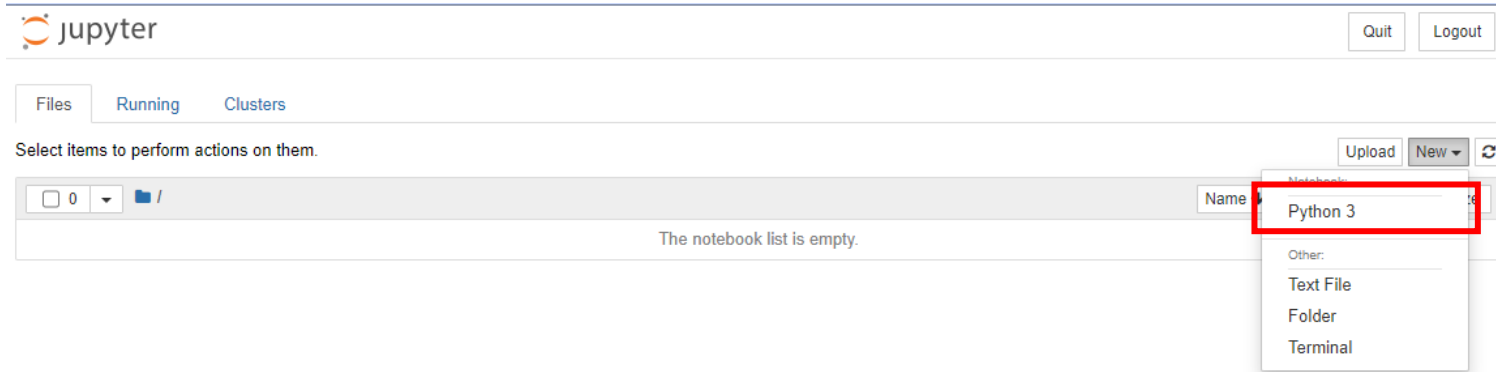 jupyter
Quit Logout
Files Running Clusters
Select items to perform actions on them.
Upload New
0 /
Name
Notebook:
Python 3
The notebook list is empty.
Other:
Text File
Folder
Terminal